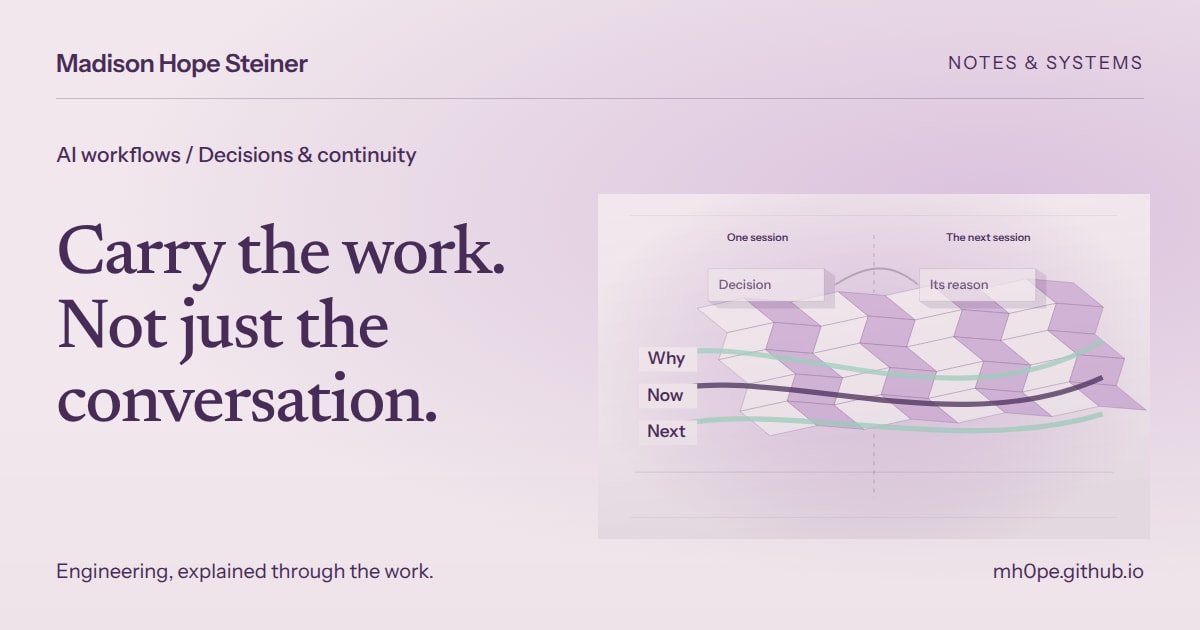 Madison Hope Steiner
NOTES & SYSTEMS
AI workflows / Decisions & continuity
Carry the work.
Not just the
conversation.
One session
The next session
Decision
Its reason
Why
Now
Next
Engineering, explained through the work.
mh0pe.github.io